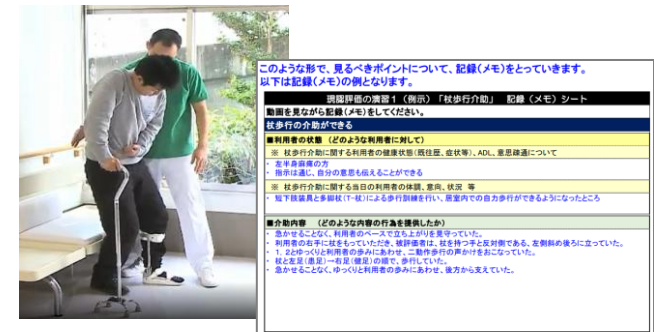 このような形で、見るべきポイントについて、記録(メモ)をとっていきます。
以下は記録(メモ)の例となります。
現認評価の演習1(例示)「杖歩行介助」 記録(メモ)シート
動画を見ながら記録(メモ)をしてください。
杖歩行の介助ができる
■利用者の状態 (どのような利用者に対して)
※ 杖歩行介助に関する利用者の健康状態(既往歴、症状等)、ADL、意思疎通について
・ 左半身麻痺の方
・ 指示は通じ、自分の意思も伝えることができる
※ 杖歩行介助に関する当日の利用者の体調、意向、状況 等
・ 短下肢装具と多脚杖(T-杖)による歩行訓練を行い、居室内での自力歩行ができるようになったところ
■介助内容 (どのような内容の行為を提供したか)
・ 急かせることなく、利用者のペースで立ち上がりを見守っていた。
・ 利用者の右手に杖をもっていただき、被評価者は、杖を持つ手と反対側である、左側斜め後ろに立っていた。
・ 1、2とゆっくりと利用者の歩みにあわせ、二動作歩行の声かけをおこなっていた。
・ 杖と左足(患足)→右足(健足)の順で、歩行していた。
・ 急かせることなく、ゆっくりと利用者の歩みにあわせ、後方から支えていた。